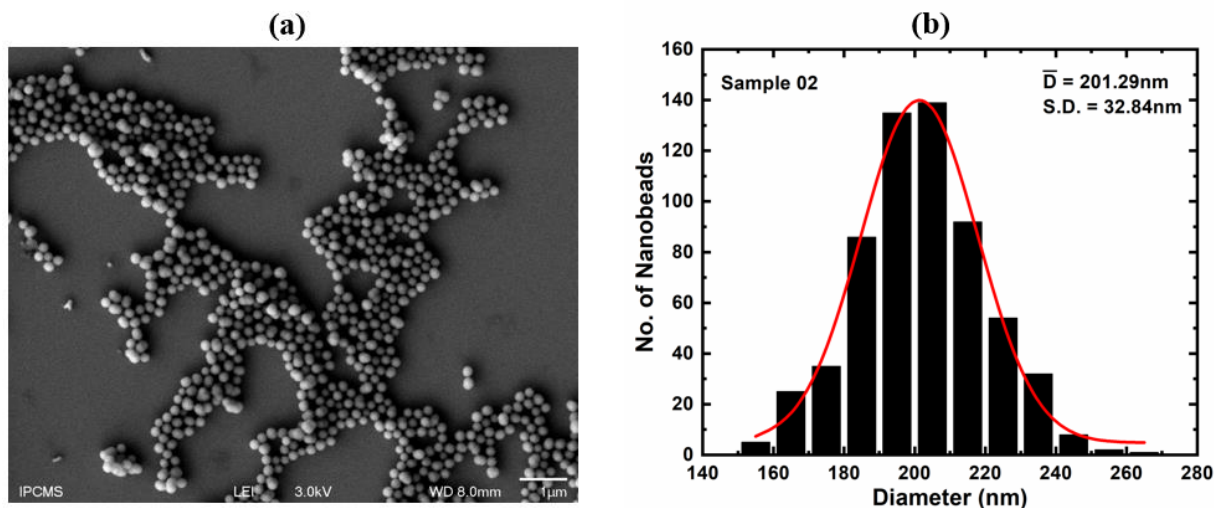 (a)
(b)
IPCMS LEI 3.0kV WD 8.0mm 1μm
Sample 02
D̅ = 201.29nm
S.D. = 32.84nm
No. of Nanobeads
160
140
120
100
80
60
40
20
0
140 160 180 200 220 240 260 280
Diameter (nm)